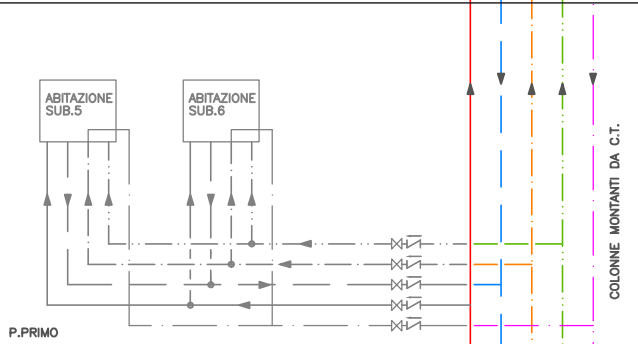 ABITAZIONE
SUB.5
ABITAZIONE
SUB.6
COLONNE MONTANTI DA C.T.
P.PRIMO